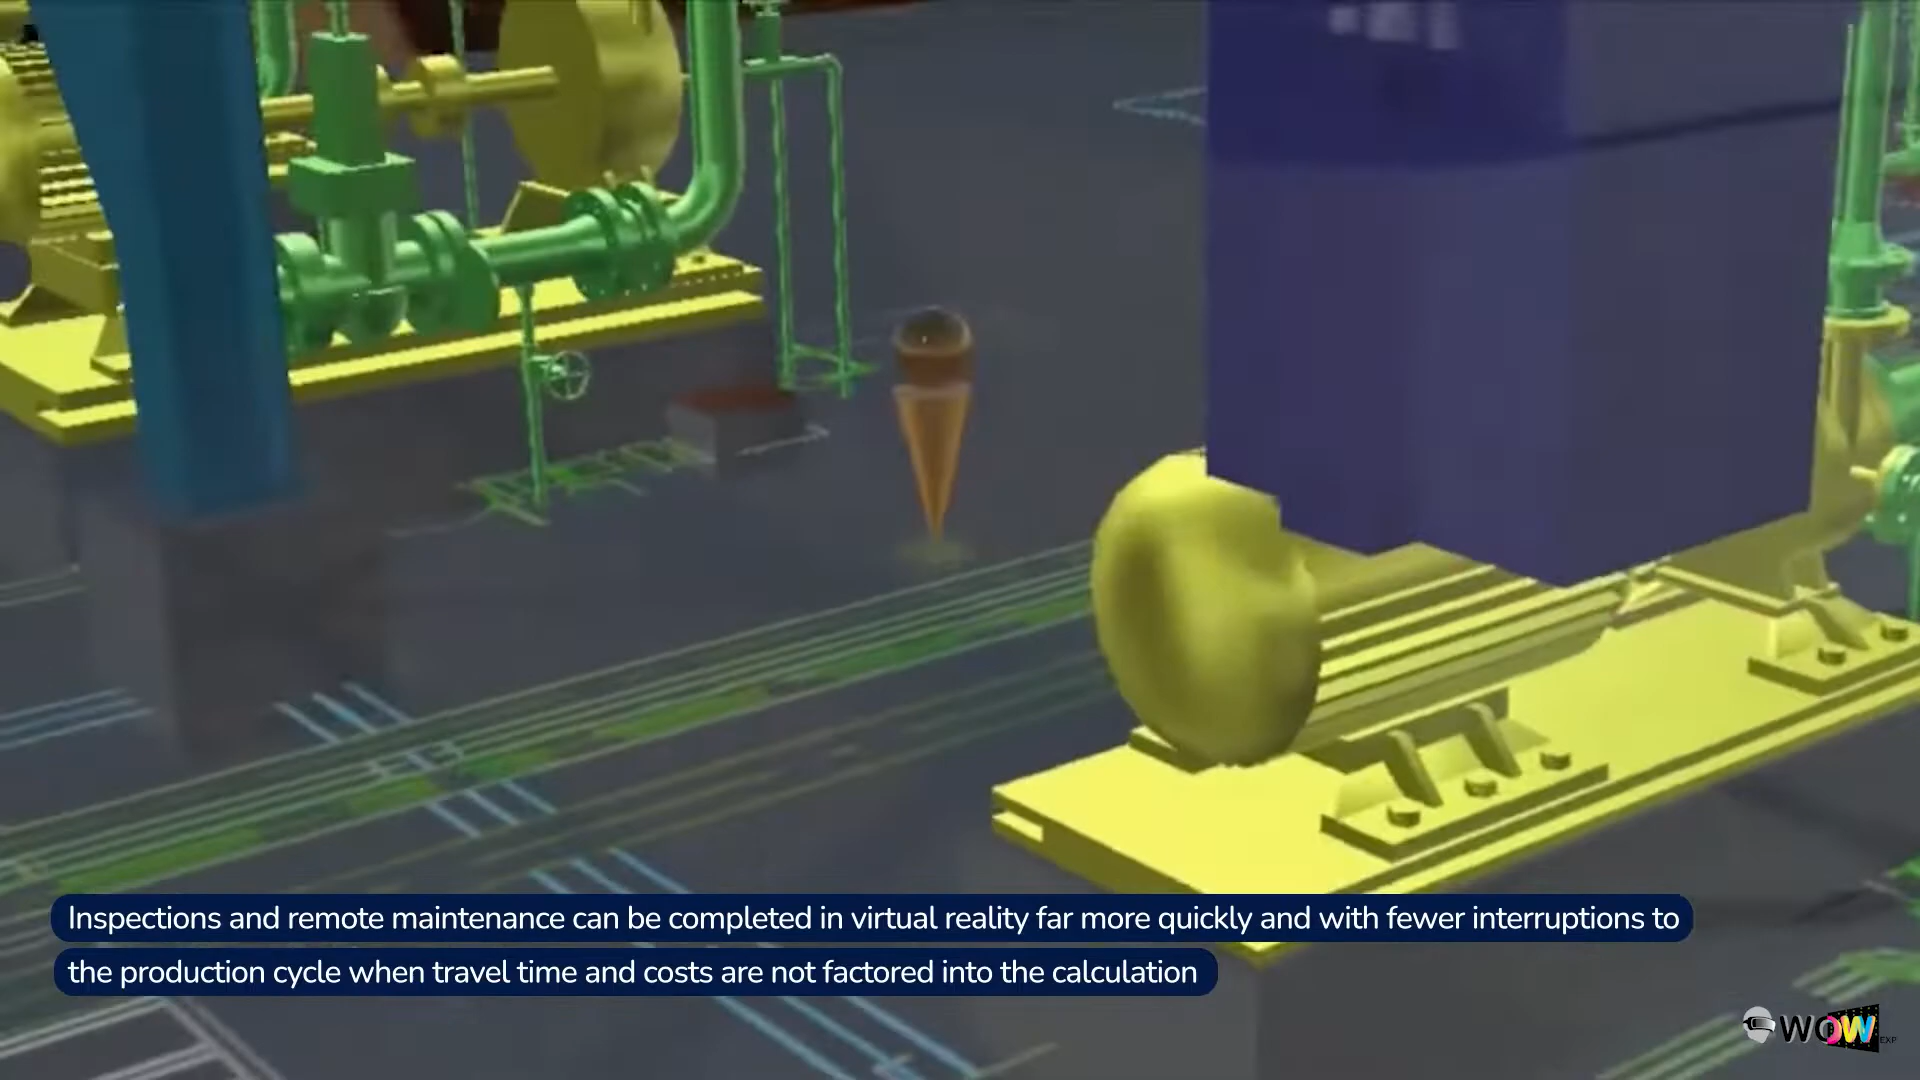 Inspections and remote maintenance can be completed in virtual reality far more quickly and with fewer interruptions to
the production cycle when travel time and costs are not factored into the calculation
WOW
EXP